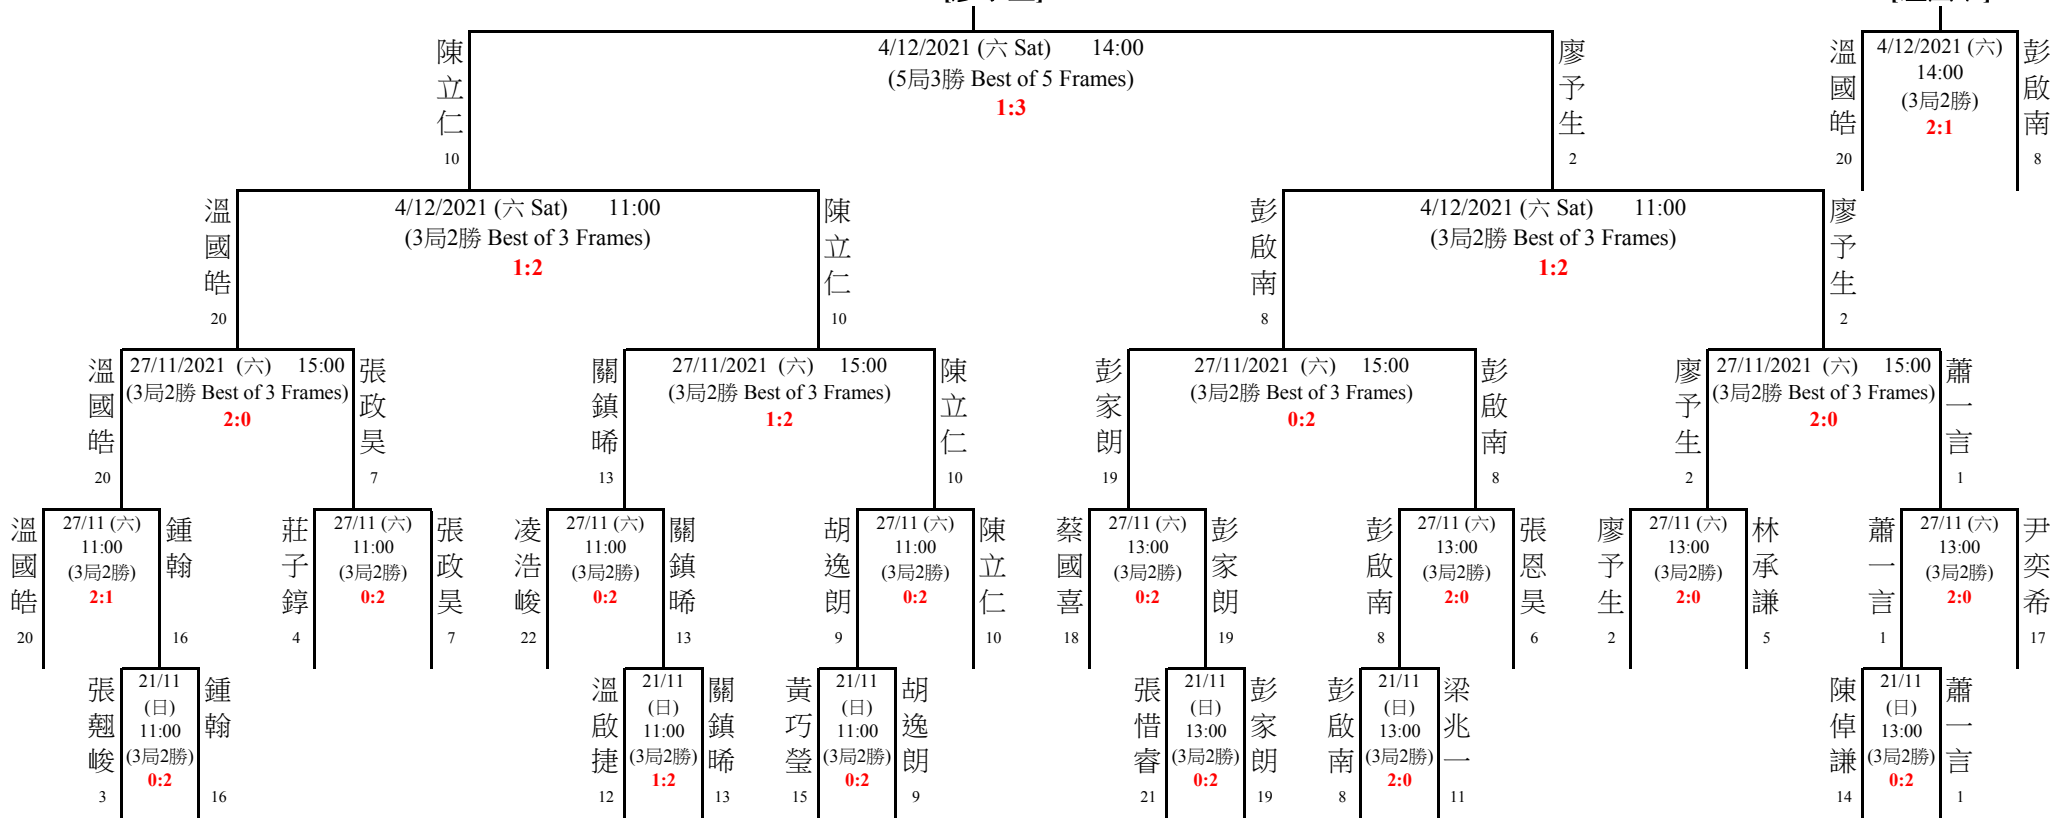 陳立仁
10
4/12/2021 (六 Sat) 14:00
(5局3勝 Best of 5 Frames)
1:3
廖予生
2
溫國皓
20
4/12/2021 (六)
14:00
(3局2勝)
2:1
彭啟南
8
溫國皓
20
4/12/2021 (六 Sat) 11:00
(3局2勝 Best of 3 Frames)
1:2
陳立仁
10
彭啟南
8
4/12/2021 (六 Sat) 11:00
(3局2勝 Best of 3 Frames)
1:2
廖予生
2
溫國皓
20
27/11/2021 (六) 15:00
(3局2勝 Best of 3 Frames)
2:0
張政昊
7
關鎮晞
13
27/11/2021 (六) 15:00
(3局2勝 Best of 3 Frames)
1:2
陳立仁
10
彭家朗
19
27/11/2021 (六) 15:00
(3局2勝 Best of 3 Frames)
0:2
彭啟南
8
廖予生
2
27/11/2021 (六) 15:00
(3局2勝 Best of 3 Frames)
2:0
蕭一言
1
溫國皓
20
27/11 (六)
11:00
(3局2勝)
2:1
鍾翰
16
莊子錞
4
27/11 (六)
11:00
(3局2勝)
0:2
張政昊
7
凌浩峻
22
27/11 (六)
11:00
(3局2勝)
0:2
關鎮晞
13
胡逸朗
9
27/11 (六)
11:00
(3局2勝)
0:2
陳立仁
10
蔡國喜
18
27/11 (六)
13:00
(3局2勝)
0:2
彭家朗
19
彭啟南
8
27/11 (六)
13:00
(3局2勝)
2:0
張恩昊
6
廖予生
2
27/11 (六)
13:00
(3局2勝)
2:0
林承謙
5
蕭一言
1
27/11 (六)
13:00
(3局2勝)
2:0
尹奕希
17
張翹峻
3
21/11
(日)
11:00
(3局2勝)
0:2
鍾翰
16
溫啟捷
12
21/11
(日)
11:00
(3局2勝)
1:2
關鎮晞
13
黃巧瑩
15
21/11
(日)
11:00
(3局2勝)
0:2
胡逸朗
9
張惜睿
21
21/11
(日)
13:00
(3局2勝)
0:2
彭家朗
19
彭啟南
8
21/11
(日)
13:00
(3局2勝)
2:0
梁兆一
11
陳倬謙
14
21/11
(日)
13:00
(3局2勝)
0:2
蕭一言
1